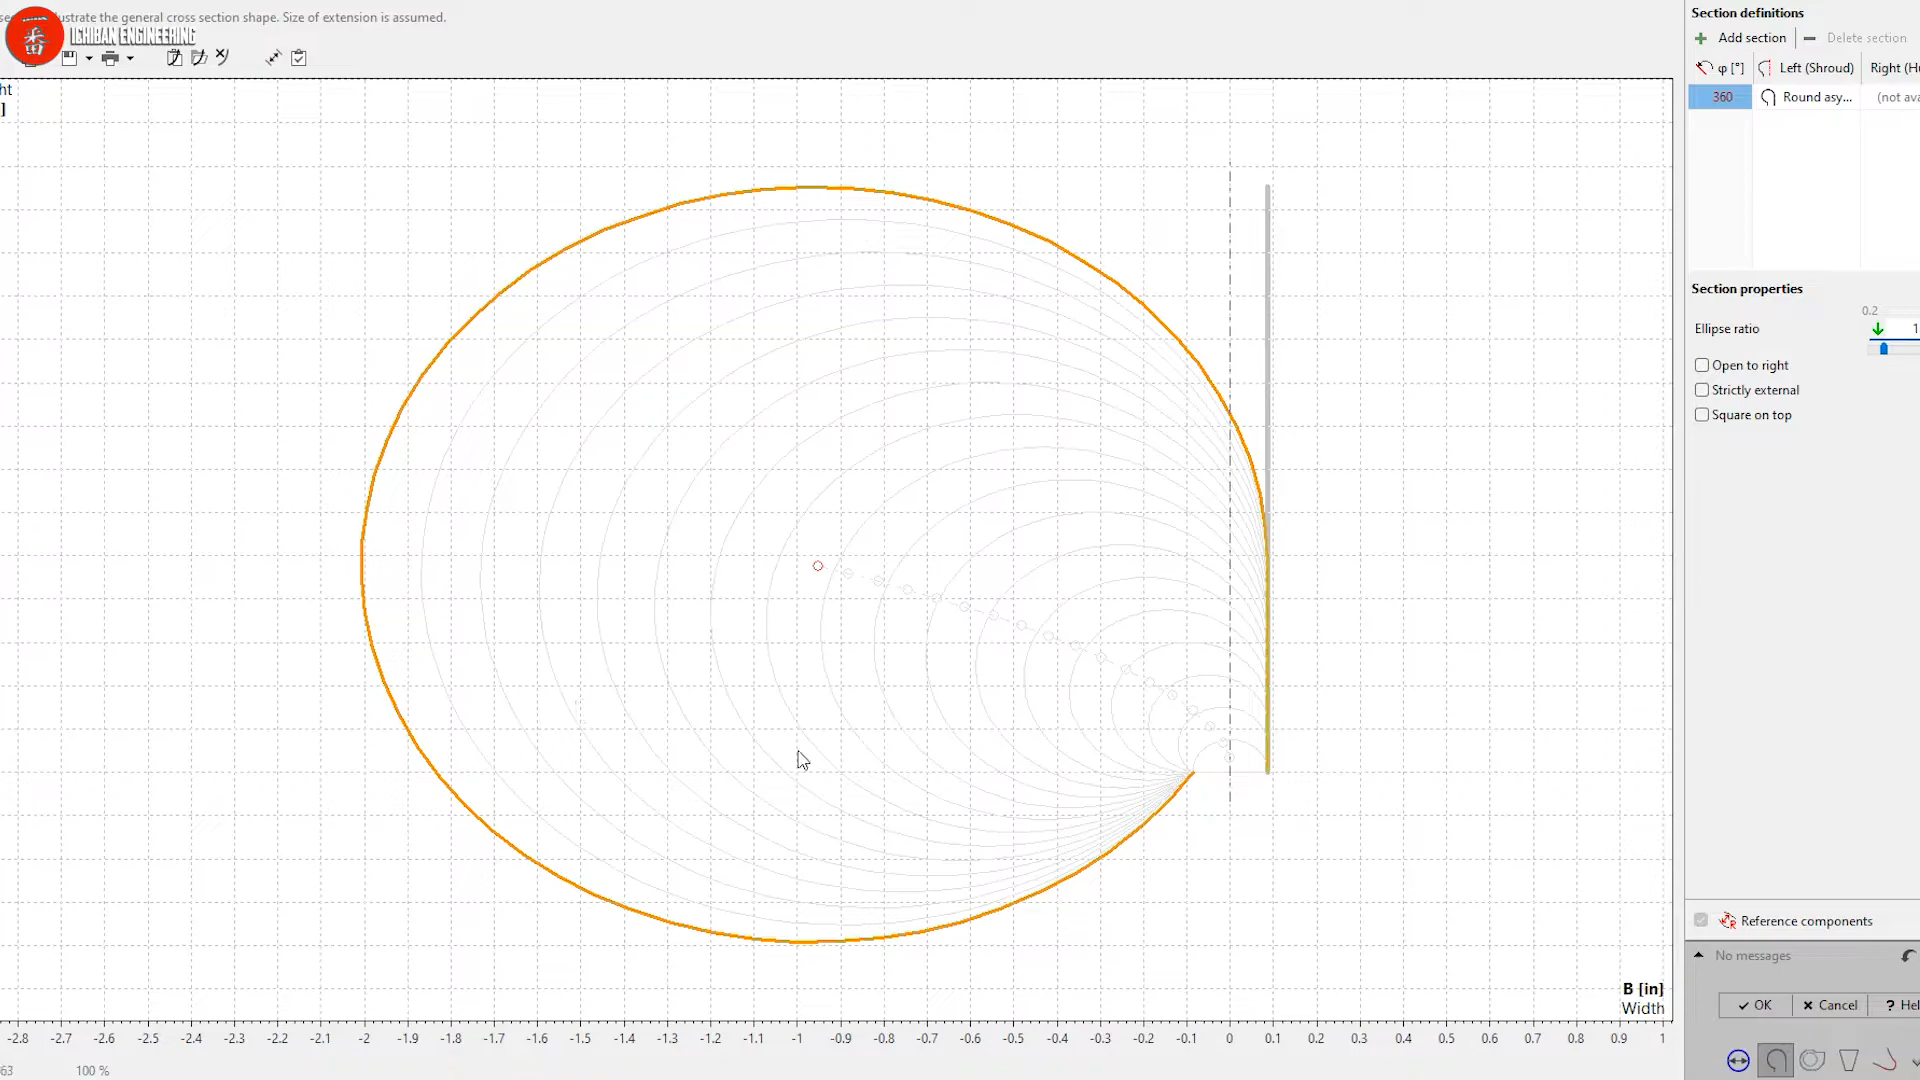 sec
ustrate the general cross section shape. Size of extension is assumed.
番
ICHIBAN ENGINEERING
ht
]
Section definitions
Add section
Delete section
φ [°]
Left (Shroud)
Right (Hu
360
Round asy...
(not ava
Section properties
0.2
Ellipse ratio
1
Open to right
Strictly external
Square on top
Reference components
No messages
OK
Cancel
? Hel
B [in]
Width
-2.8 -2.7 -2.6 -2.5 -2.4 -2.3 -2.2 -2.1 -2 -1.9 -1.8 -1.7 -1.6 -1.5 -1.4 -1.3 -1.2 -1.1 -1 -0.9 -0.8 -0.7 -0.6 -0.5 -0.4 -0.3 -0.2 -0.1 0 0.1 0.2 0.3 0.4 0.5 0.6 0.7 0.8 0.9 1
63
100 %